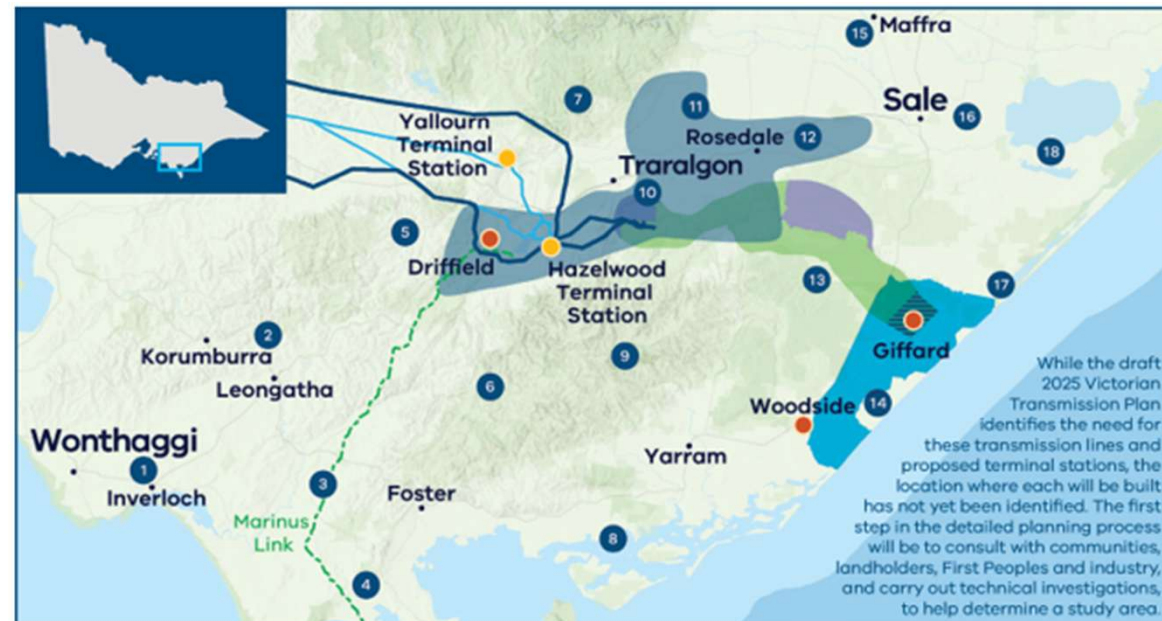 15
Maffra
Sale
16
7
11
Rosedale
12
Yallourn
Terminal
Station
Traralgon
18
10
5
Driffield
Hazelwood
Terminal
Station
13
17
2
Korumburra
Leongatha
9
6
Giffard
Woodside
14
Wonthaggi
1
Inverloch
Yarram
3
Foster
Marinus
Link
8
4
While the draft
2025 Victorian
Transmission Plan
identifies the need for
these transmission lines and
proposed terminal stations, the
location where each will be built
has not yet been identified. The first
step in the detailed planning process
will be to consult with communities,
landholders, First Peoples and industry,
and carry out technical investigations,
to help determine a study area.